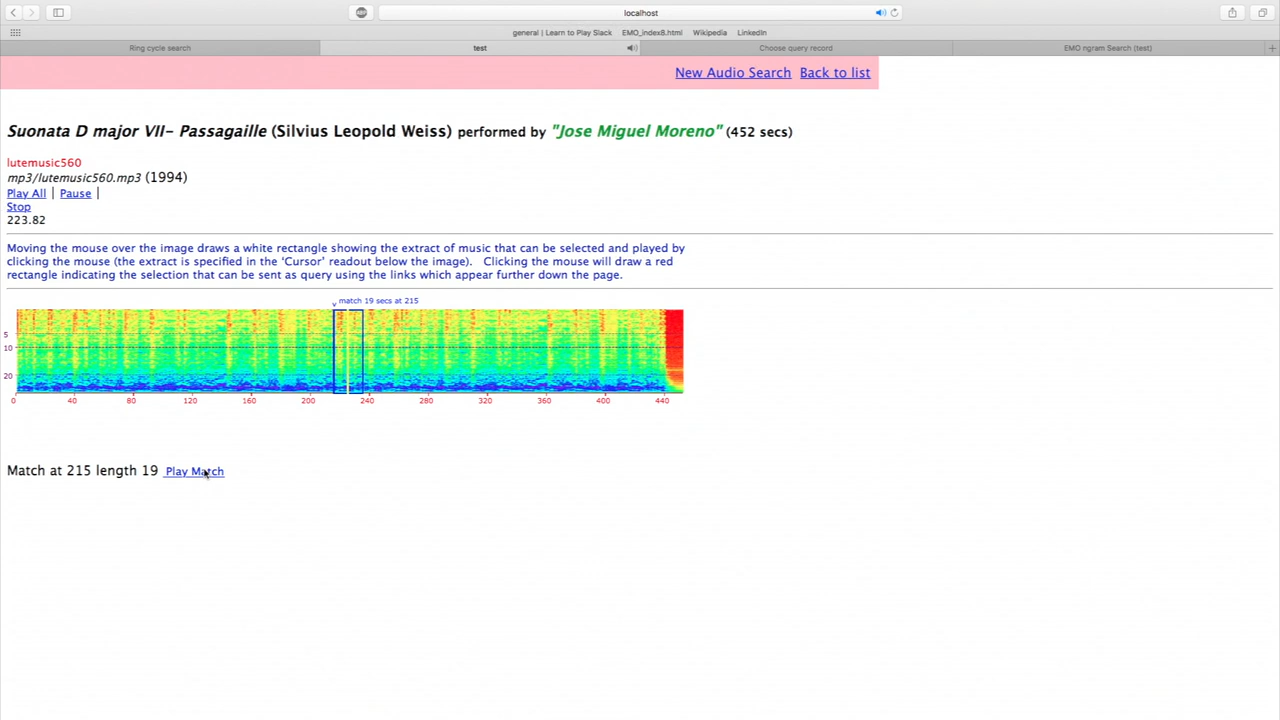 localhost
general | Learn to Play Slack EMO_index8.html Wikipedia LinkedIn
Ring cycle search test Choose query record EMO ngram Search (test)
New Audio Search Back to list
Suonata D major VII- Passagaille (Silvius Leopold Weiss) performed by "Jose Miguel Moreno" (452 secs)
lutemusic560
mp3/lutemusic560.mp3 (1994)
Play All | Pause |
Stop
223.82
Moving the mouse over the image draws a white rectangle showing the extract of music that can be selected and played by
clicking the mouse (the extract is specified in the ‘Cursor’ readout below the image). Clicking the mouse will draw a red
rectangle indicating the selection that can be sent as query using the links which appear further down the page.
v match 19 secs at 215
5
10
20
0 40 80 120 160 200 240 280 320 360 400 440
Match at 215 length 19 Play Match